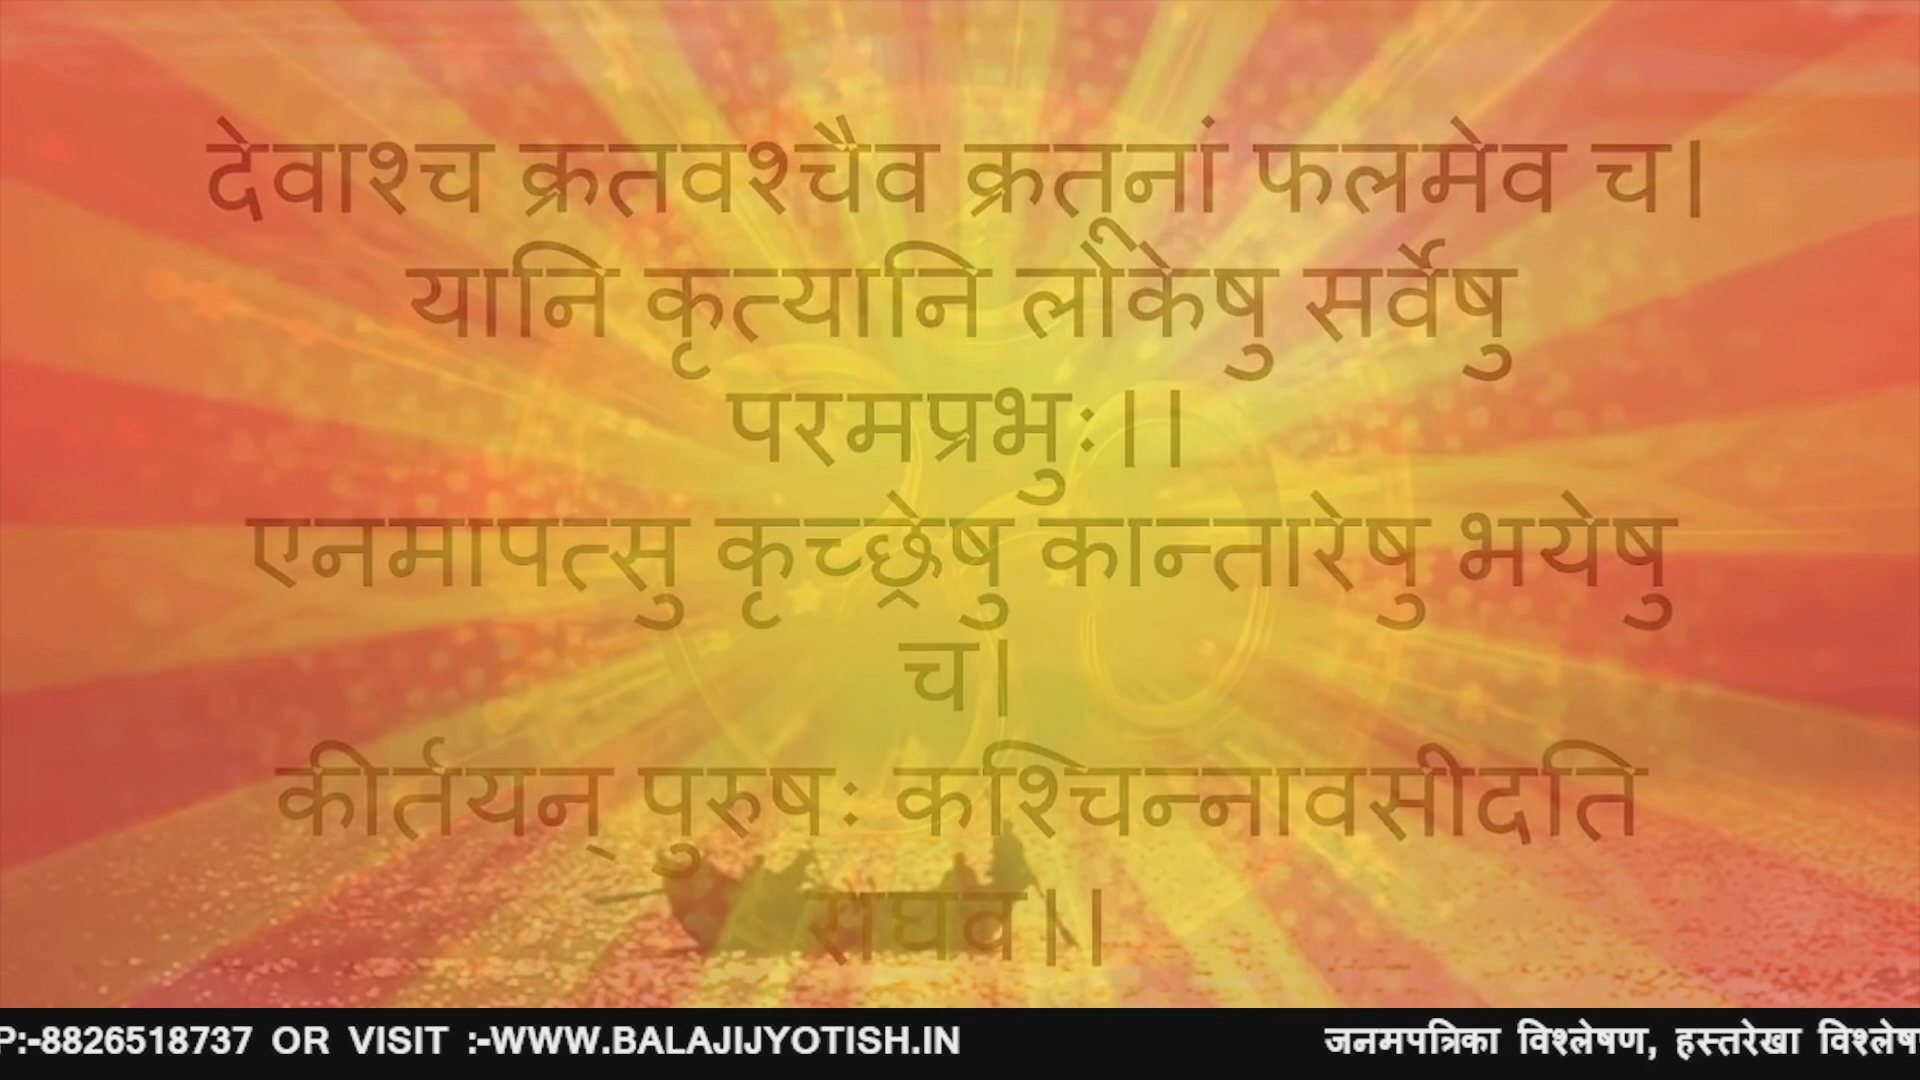 देवाश्च क्रतवश्चैव क्रतूनां फलमेव च।
यानि कृत्यानि लोकेषु सर्वेषु
परमप्रभुः।।
एनमापत्सु कृच्छ्रेषु कान्तारेषु भयेषु
च।
कीर्तयन् पुरुषः कश्चिन्नावसीदति
राघव।।
P:-8826518737 OR VISIT :-WWW.BALAJIJYOTISH.IN जनमपत्रिका विश्लेषण, हस्तरेखा विश्लेष